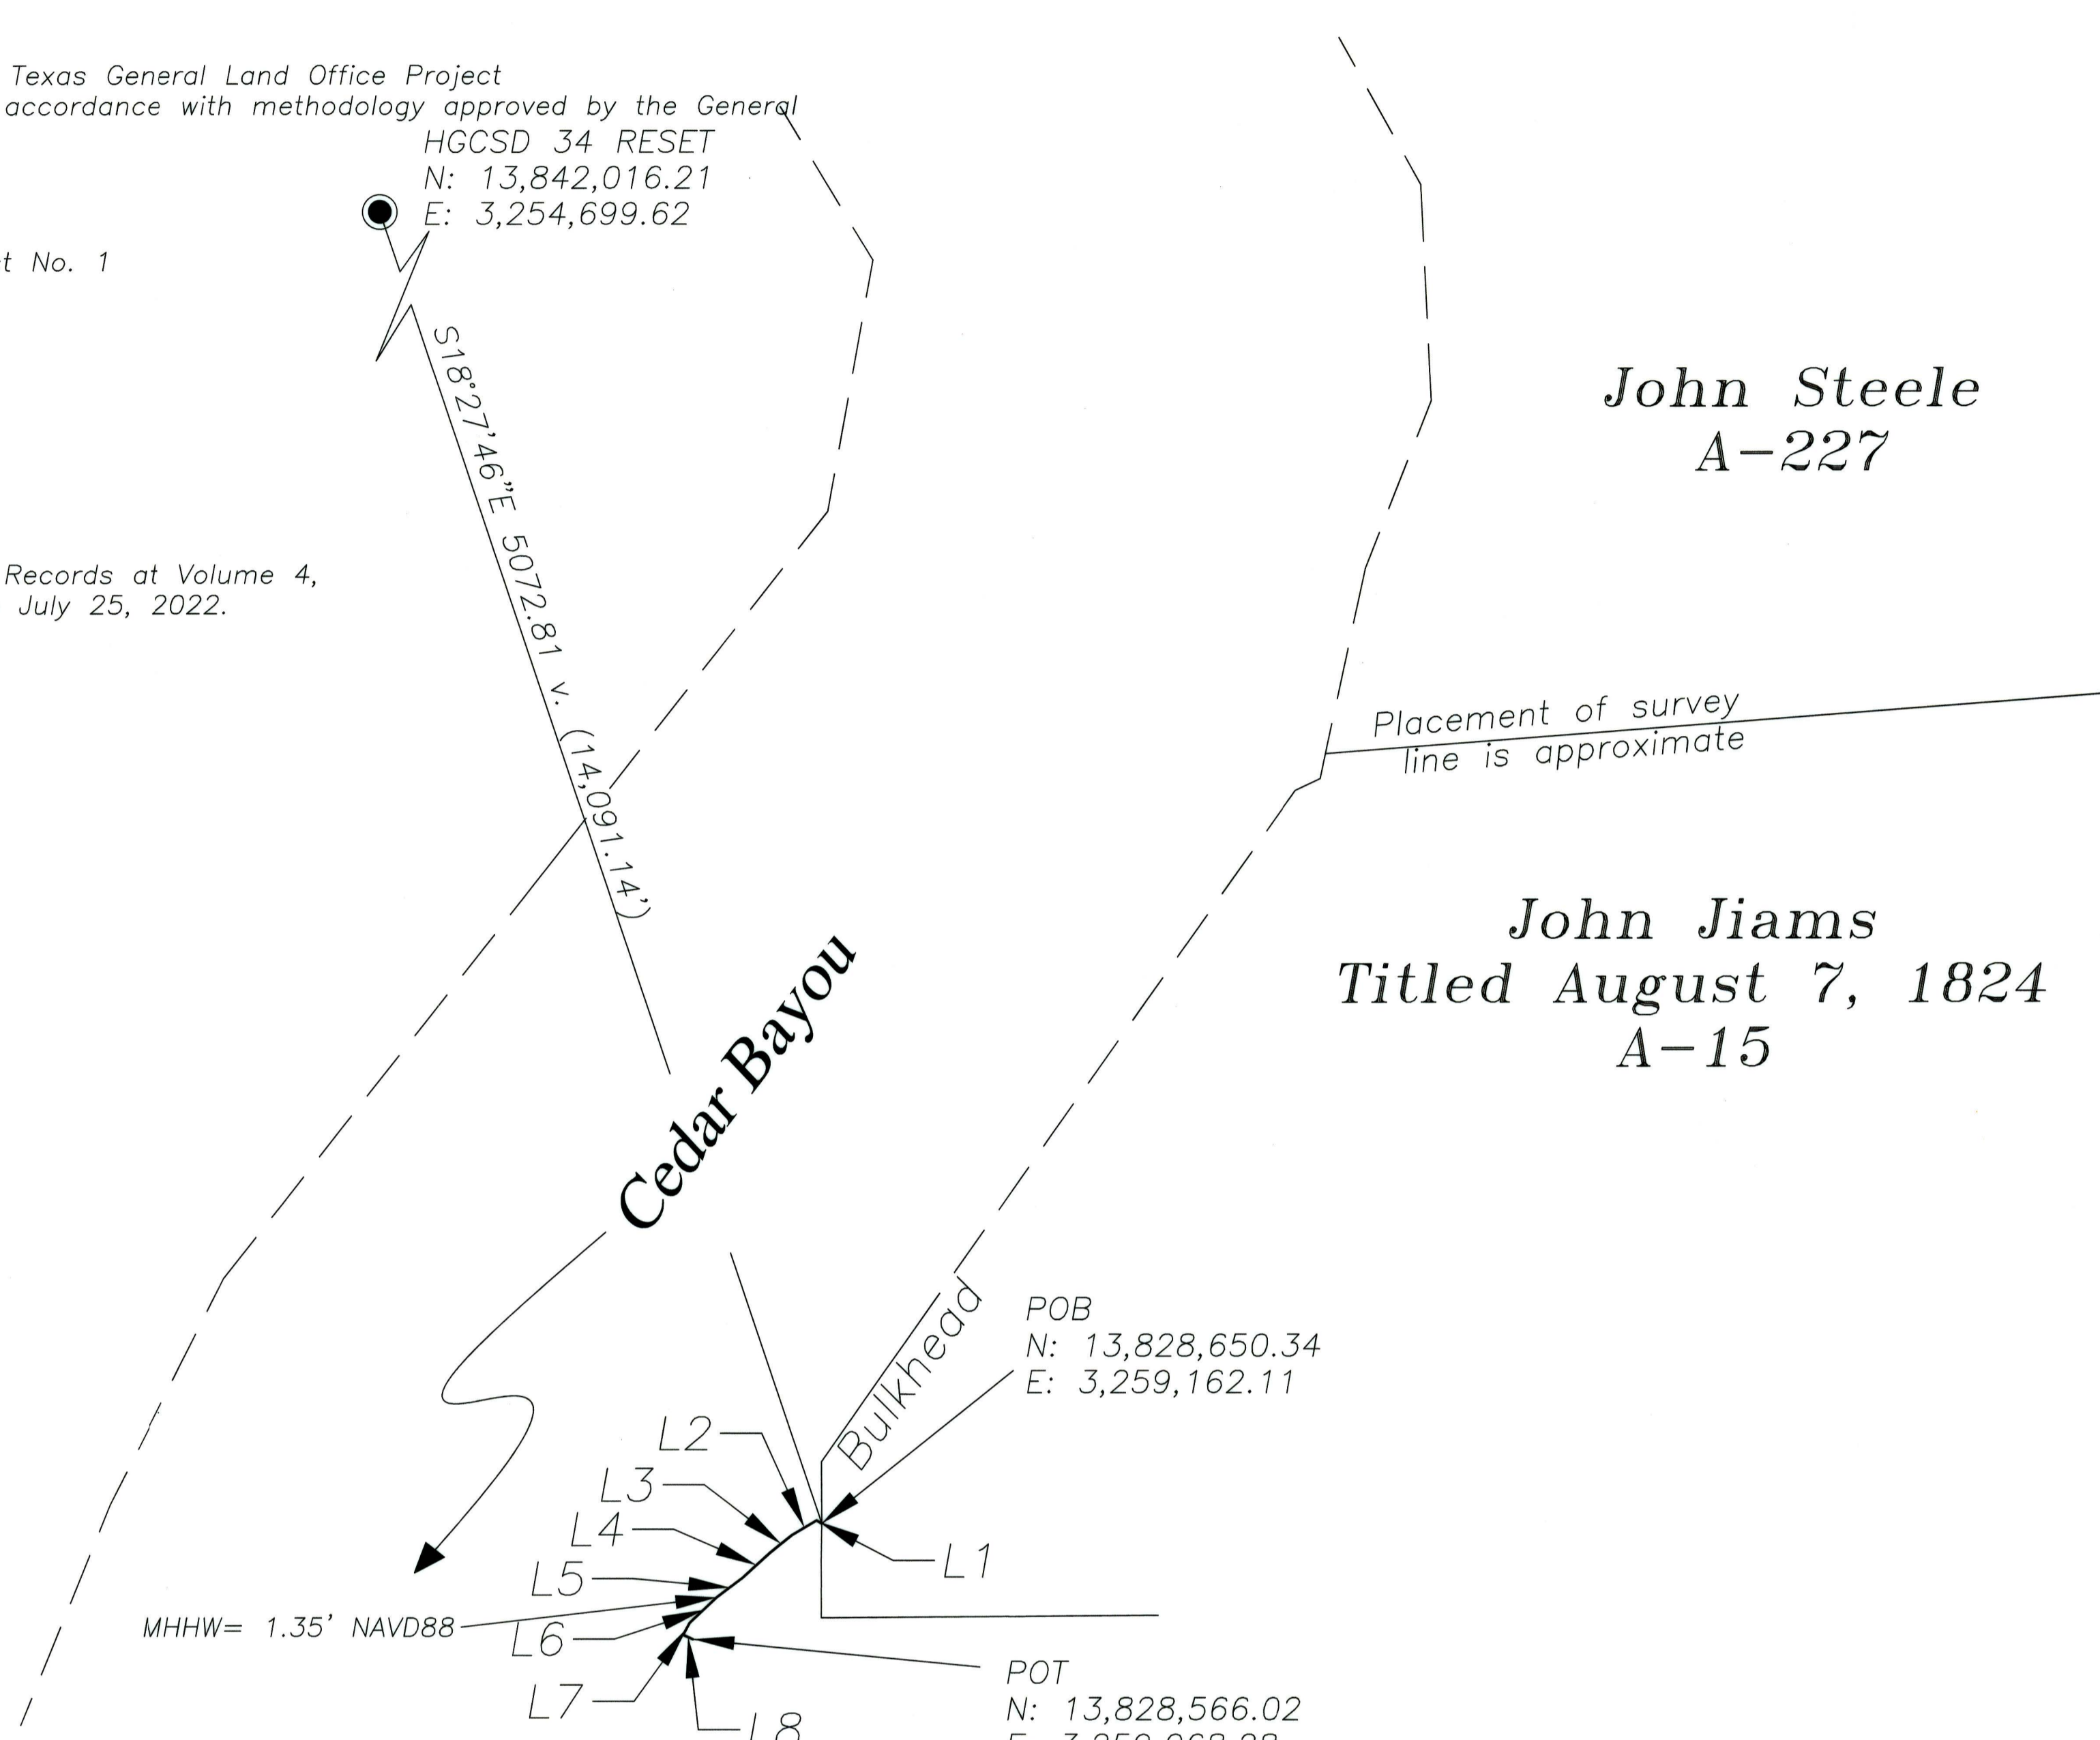 Texas General Land Office Project
accordance with methodology approved by the General
HGCSD 34 RESET
N: 13,842,016.21
E: 3,254,699.62
t No. 1
S18°27'46"E 5072.81 v. (14,091.14')
John Steele
A-227
Records at Volume 4,
July 25, 2022.
Placement of survey
line is approximate
John Jiams
Titled August 7, 1824
A-15
Cedar Bayou
Bulkhead
POB
N: 13,828,650.34
E: 3,259,162.11
L2
L3
L4
L1
L5
MHHW= 1.35' NAVD88
L6
L7
L8
POT
N: 13,828,566.02